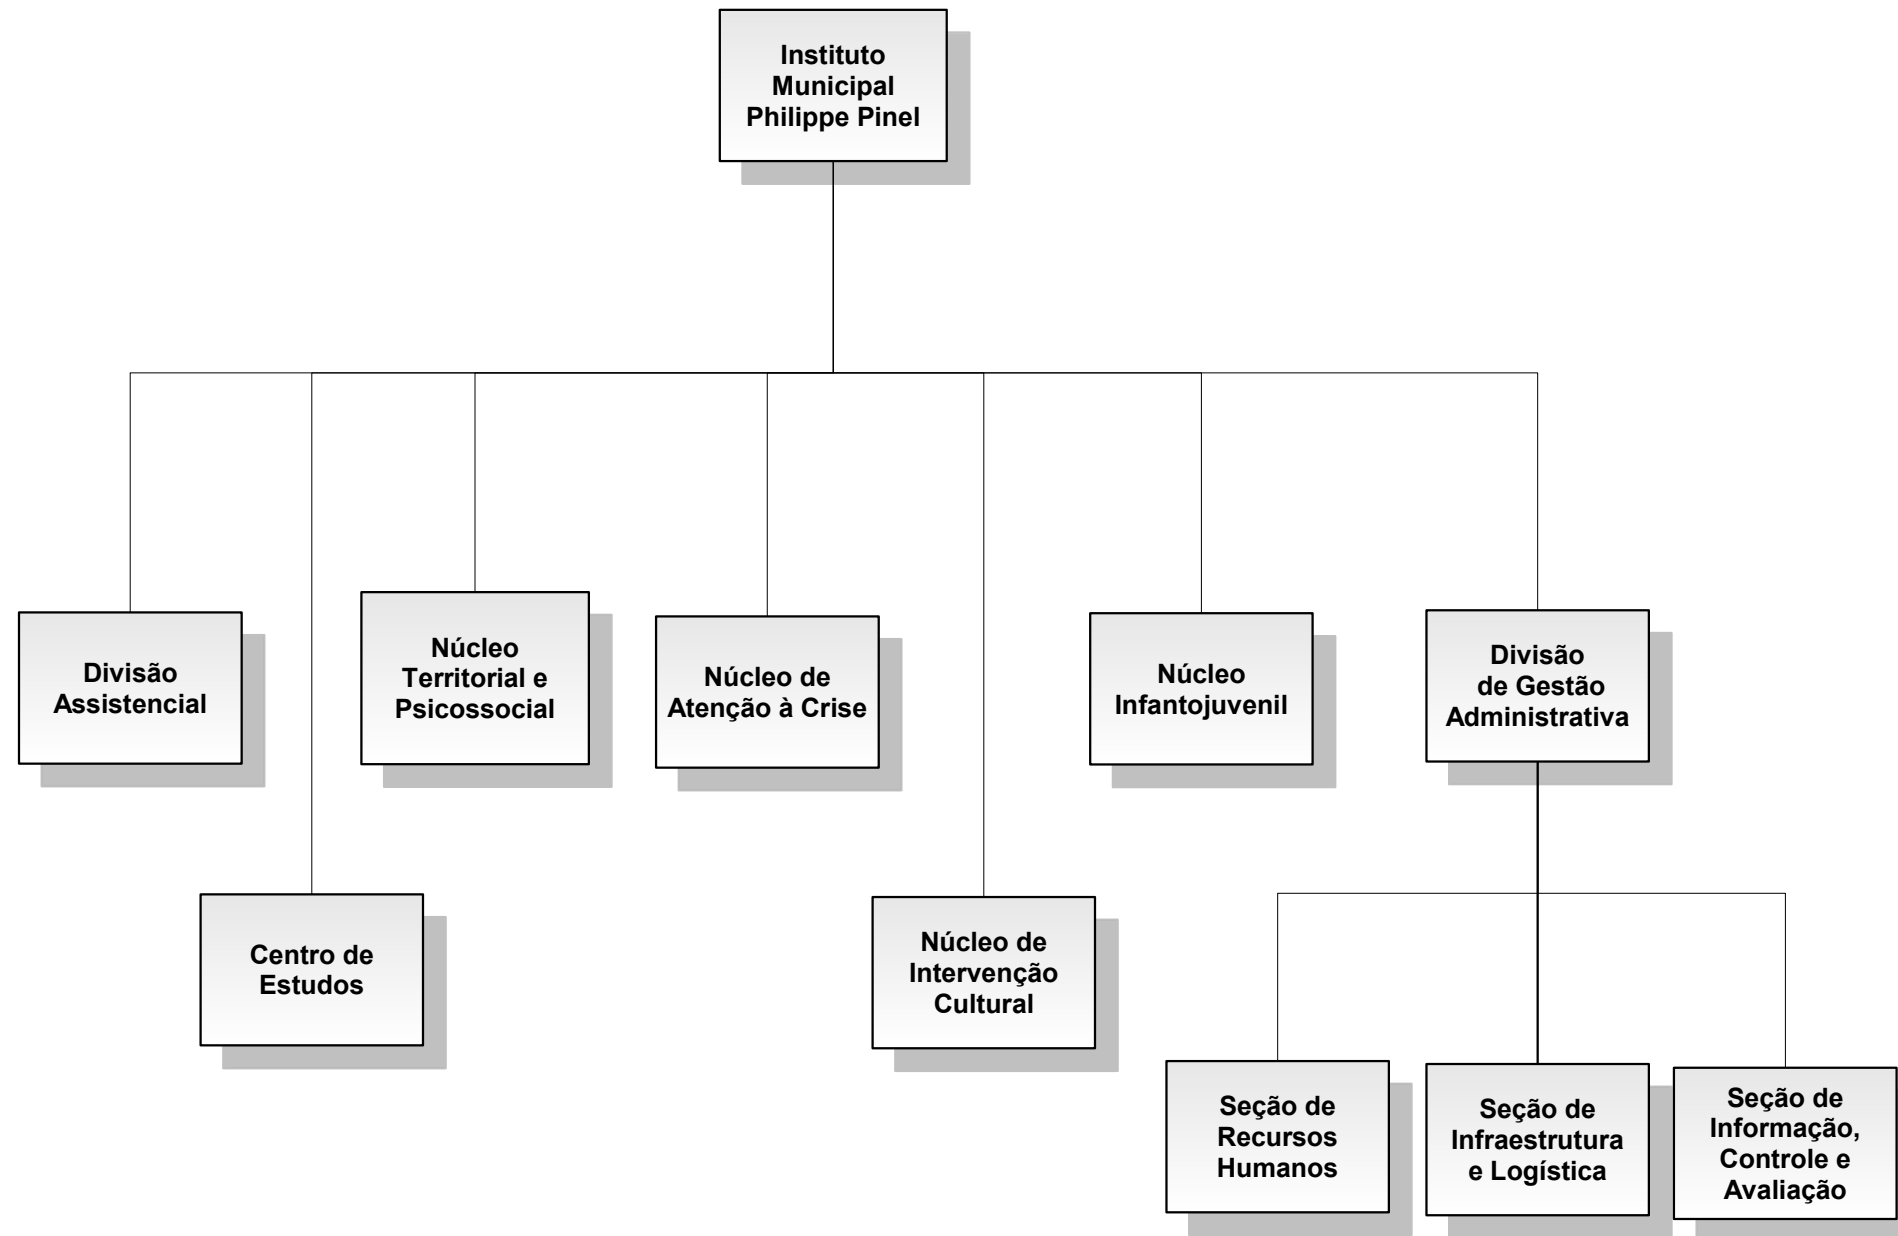 Instituto
Municipal
Philippe Pinel
Divisão
Assistencial
Núcleo
Territorial e
Psicossocial
Núcleo de
Atenção à Crise
Núcleo
Infantojuvenil
Divisão
de Gestão
Administrativa
Centro de
Estudos
Núcleo de
Intervenção
Cultural
Seção de
Recursos
Humanos
Seção de
Infraestrutura
e Logística
Seção de
Informação,
Controle e
Avaliação